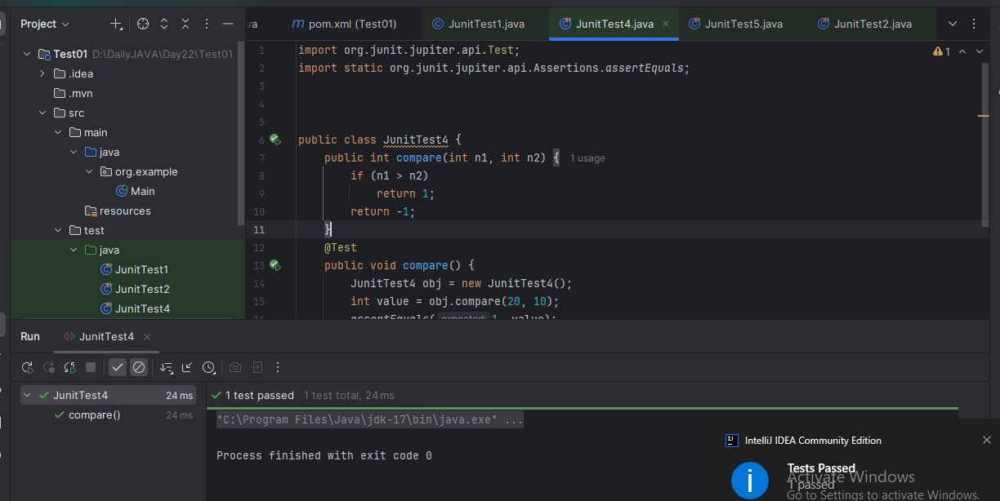 Project
va
pom.xml (Test01)
JunitTest1.java
JunitTest4.java
JunitTest5.java
JunitTest2.java
Test01 D:\DailyJAVA\Day22\Test01
.idea
.mvn
src
main
java
org.example
Main
resources
test
java
JunitTest1
JunitTest2
JunitTest4
1 import org.junit.jupiter.api.Test;
2 import static org.junit.jupiter.api.Assertions.assertEquals;
3
4
5
6 public class JunitTest4 {
7 public int compare(int n1, int n2) { 1 usage
8 if (n1 > n2)
9 return 1;
10 return -1;
11 }
12 @Test
13 public void compare() {
14 JunitTest4 obj = new JunitTest4();
15 int value = obj.compare(20, 10);
16 assertEquals( expected: 1, value);
1
Run JunitTest4
JunitTest4 24 ms
compare() 24 ms
1 test passed 1 test total, 24 ms
"C:\Program Files\Java\jdk-17\bin\java.exe" ...
Process finished with exit code 0
IntelliJ IDEA Community Edition
Tests Passed
1 passed
Activate Windows
Go to Settings to activate Windows.